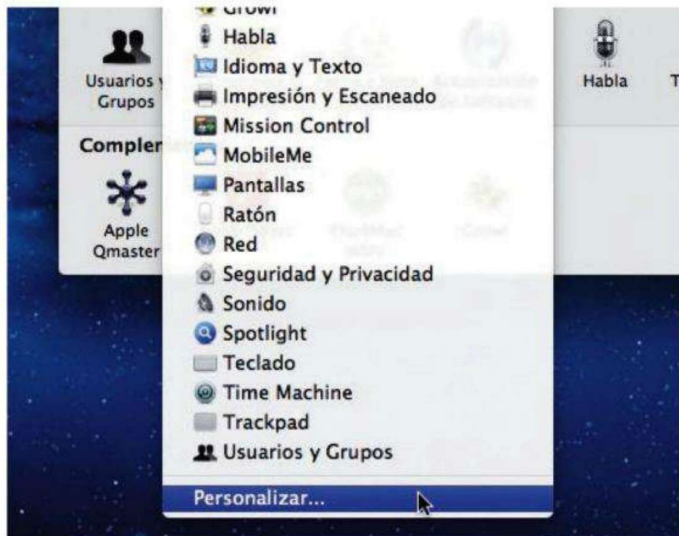 Growl
Habla
Idioma y Texto
Impresión y Escaneado
Mission Control
MobileMe
Pantallas
Ratón
Red
Seguridad y Privacidad
Sonido
Spotlight
Teclado
Time Machine
Trackpad
Usuarios y Grupos
Personalizar...
Usuarios y
Grupos
Habla
Apple
Qmaster